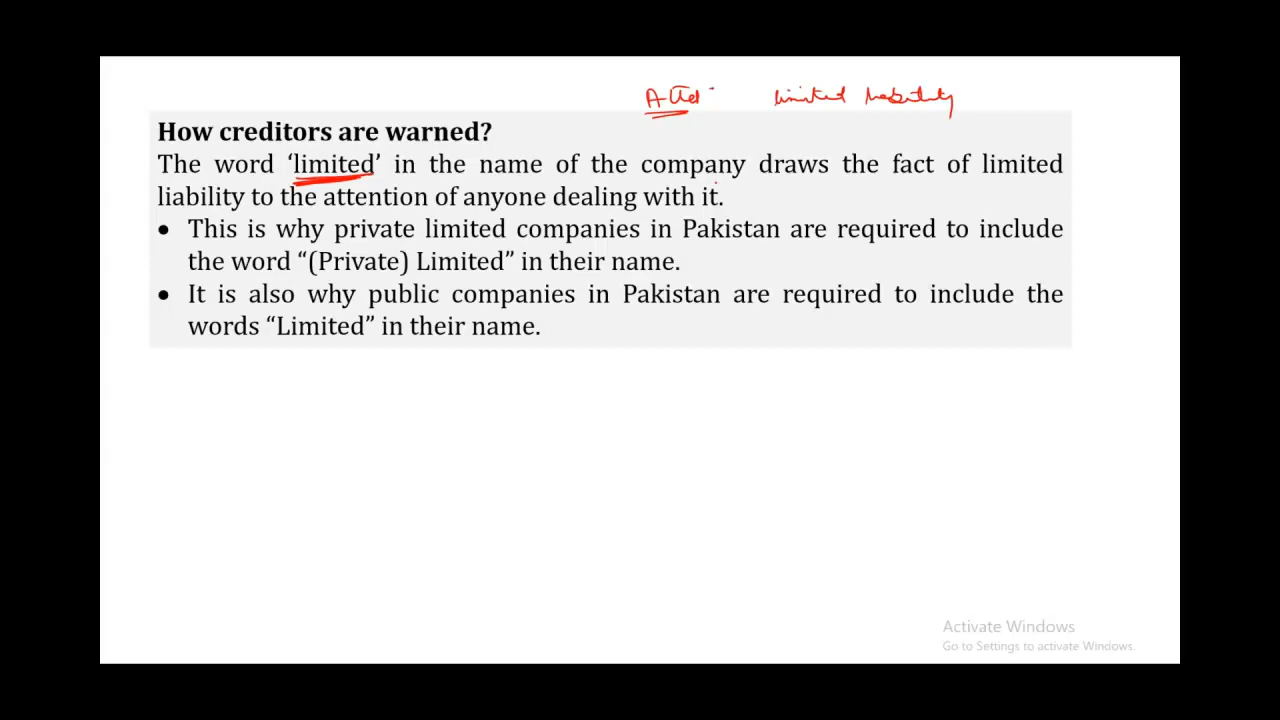 limited liability
How creditors are warned?
The word ‘limited’ in the name of the company draws the fact of limited
liability to the attention of anyone dealing with it.
• This is why private limited companies in Pakistan are required to include
the word “(Private) Limited” in their name.
• It is also why public companies in Pakistan are required to include the
words “Limited” in their name.
Activate Windows
Go to Settings to activate Windows.